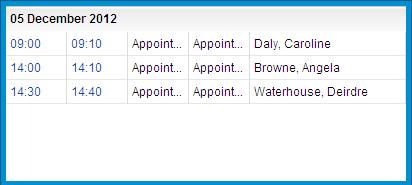 05 December 2012
09:00 09:10 Appoint... Appoint... Daly, Caroline
14:00 14:10 Appoint... Appoint... Browne, Angela
14:30 14:40 Appoint... Appoint... Waterhouse, Deirdre